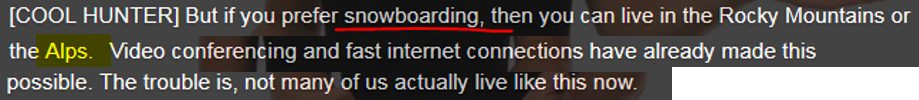 [COOL HUNTER] But if you prefer snowboarding, then you can live in the Rocky Mountains or
the Alps. Video conferencing and fast internet connections have already made this
possible. The trouble is, not many of us actually live like this now.